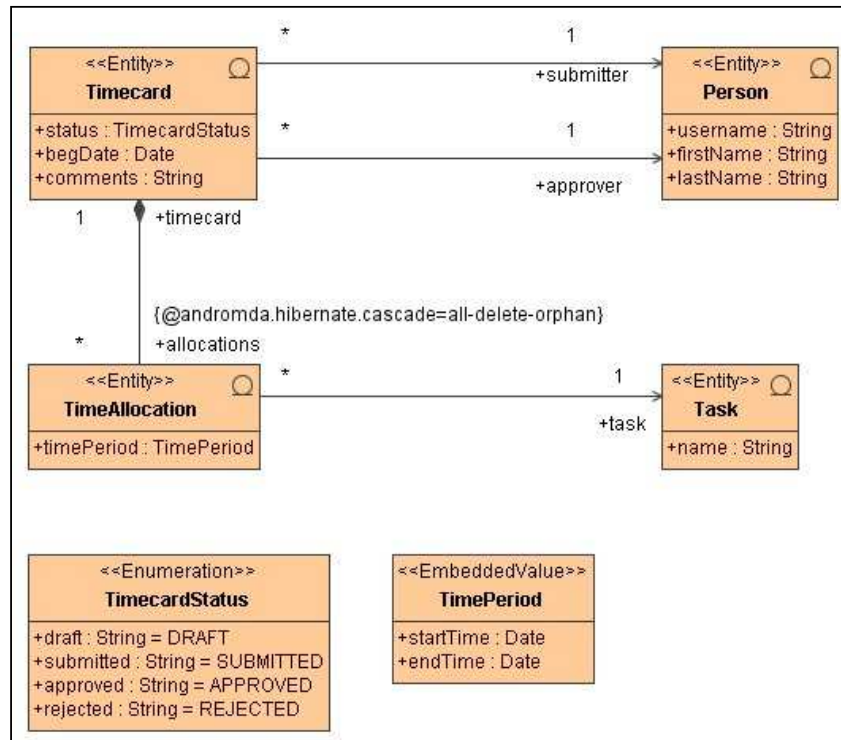 <<Entity>>
Timecard
+status : TimecardStatus
+begDate : Date
+comments : String
* 1
+submitter
* 1
+approver
<<Entity>>
Person
+username : String
+firstName : String
+lastName : String
1 +timecard
{@andromda.hibernate.cascade=all-delete-orphan}
* +allocations
<<Entity>>
TimeAllocation
+timePeriod : TimePeriod
* 1
+task
<<Entity>>
Task
+name : String
<<Enumeration>>
TimecardStatus
+draft : String = DRAFT
+submitted : String = SUBMITTED
+approved : String = APPROVED
+rejected : String = REJECTED
<<EmbeddedValue>>
TimePeriod
+startTime : Date
+endTime : Date